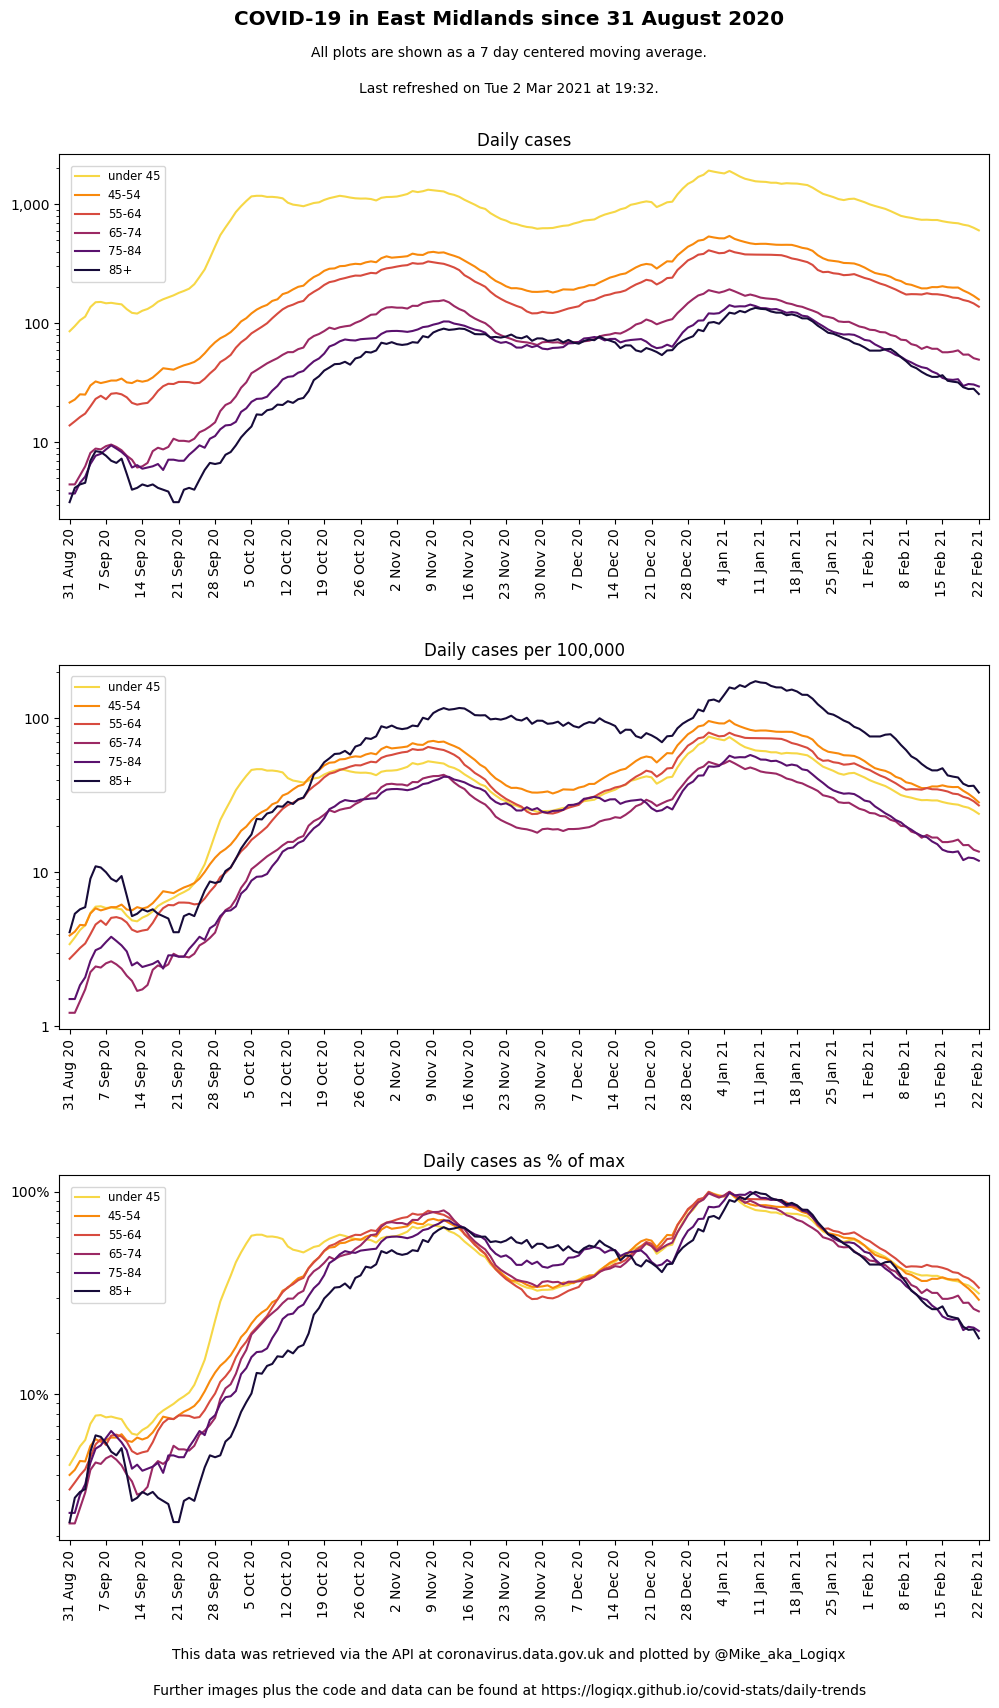 COVID-19 in East Midlands since 31 August 2020
All plots are shown as a 7 day centered moving average.
Last refreshed on Tue 2 Mar 2021 at 19:32.
Daily cases
under 45
45-54
55-64
65-74
75-84
85+
1,000
100
10
31 Aug 20
7 Sep 20
14 Sep 20
21 Sep 20
28 Sep 20
5 Oct 20
12 Oct 20
19 Oct 20
26 Oct 20
2 Nov 20
9 Nov 20
16 Nov 20
23 Nov 20
30 Nov 20
7 Dec 20
14 Dec 20
21 Dec 20
28 Dec 20
4 Jan 21
11 Jan 21
18 Jan 21
25 Jan 21
1 Feb 21
8 Feb 21
15 Feb 21
22 Feb 21
Daily cases per 100,000
under 45
45-54
55-64
65-74
75-84
85+
100
10
1
31 Aug 20
7 Sep 20
14 Sep 20
21 Sep 20
28 Sep 20
5 Oct 20
12 Oct 20
19 Oct 20
26 Oct 20
2 Nov 20
9 Nov 20
16 Nov 20
23 Nov 20
30 Nov 20
7 Dec 20
14 Dec 20
21 Dec 20
28 Dec 20
4 Jan 21
11 Jan 21
18 Jan 21
25 Jan 21
1 Feb 21
8 Feb 21
15 Feb 21
22 Feb 21
Daily cases as % of max
under 45
45-54
55-64
65-74
75-84
85+
100%
10%
31 Aug 20
7 Sep 20
14 Sep 20
21 Sep 20
28 Sep 20
5 Oct 20
12 Oct 20
19 Oct 20
26 Oct 20
2 Nov 20
9 Nov 20
16 Nov 20
23 Nov 20
30 Nov 20
7 Dec 20
14 Dec 20
21 Dec 20
28 Dec 20
4 Jan 21
11 Jan 21
18 Jan 21
25 Jan 21
1 Feb 21
8 Feb 21
15 Feb 21
22 Feb 21
This data was retrieved via the API at coronavirus.data.gov.uk and plotted by @Mike_aka_Logiqx
Further images plus the code and data can be found at https://logiqx.github.io/covid-stats/daily-trends